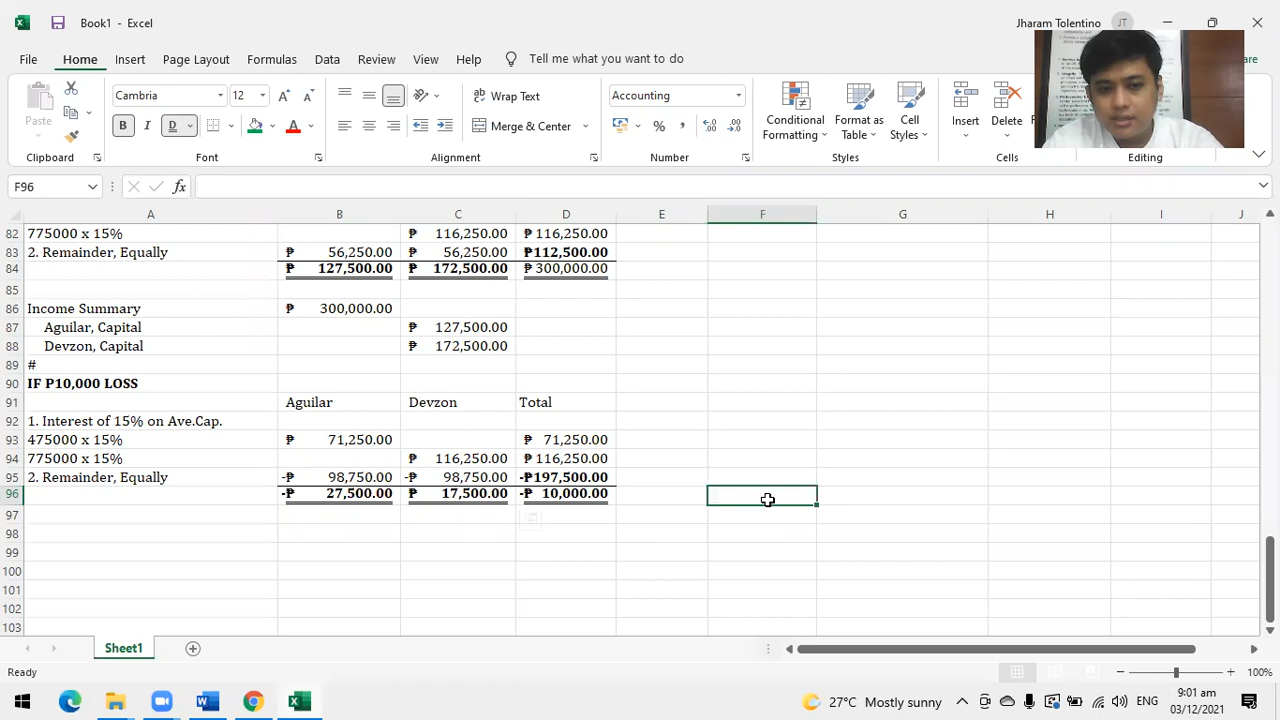 Book1 - Excel
Jharam Tolentino JT
File Home Insert Page Layout Formulas Data Review View Help Tell me what you want to do
Paste Cambria 12 Wrap Text Accounting Conditional Formatting Format as Table Cell Styles Insert Delete
B I D Merge & Center % ,
Clipboard Font Alignment Number Styles Cells Editing
F96 fx
A B C D E F G H I J
82 775000 x 15% ₱ 116,250.00 ₱ 116,250.00
83 2. Remainder, Equally ₱ 56,250.00 ₱ 56,250.00 ₱112,500.00
84 ₱ 127,500.00 ₱ 172,500.00 ₱ 300,000.00
85
86 Income Summary ₱ 300,000.00
87 Aguilar, Capital ₱ 127,500.00
88 Devzon, Capital ₱ 172,500.00
89 #
90 IF P10,000 LOSS
91 Aguilar Devzon Total
92 1. Interest of 15% on Ave.Cap.
93 475000 x 15% ₱ 71,250.00 ₱ 71,250.00
94 775000 x 15% ₱ 116,250.00 ₱ 116,250.00
95 2. Remainder, Equally -₱ 98,750.00 -₱ 98,750.00 -₱197,500.00
96 -₱ 27,500.00 ₱ 17,500.00 -₱ 10,000.00
97
98
99
100
101
102
103
Sheet1
Ready 100%
27°C Mostly sunny ENG 9:01 am
03/12/2021